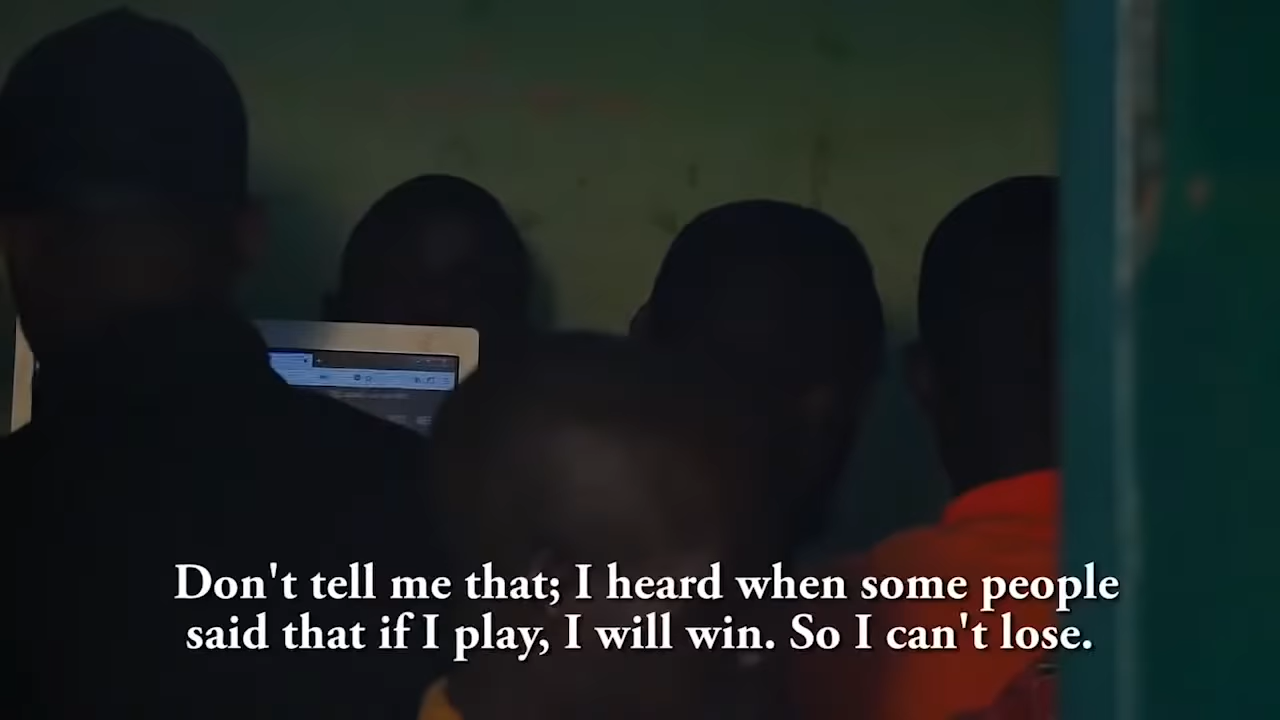 Don't tell me that; I heard when some people
said that if I play, I will win. So I can't lose.